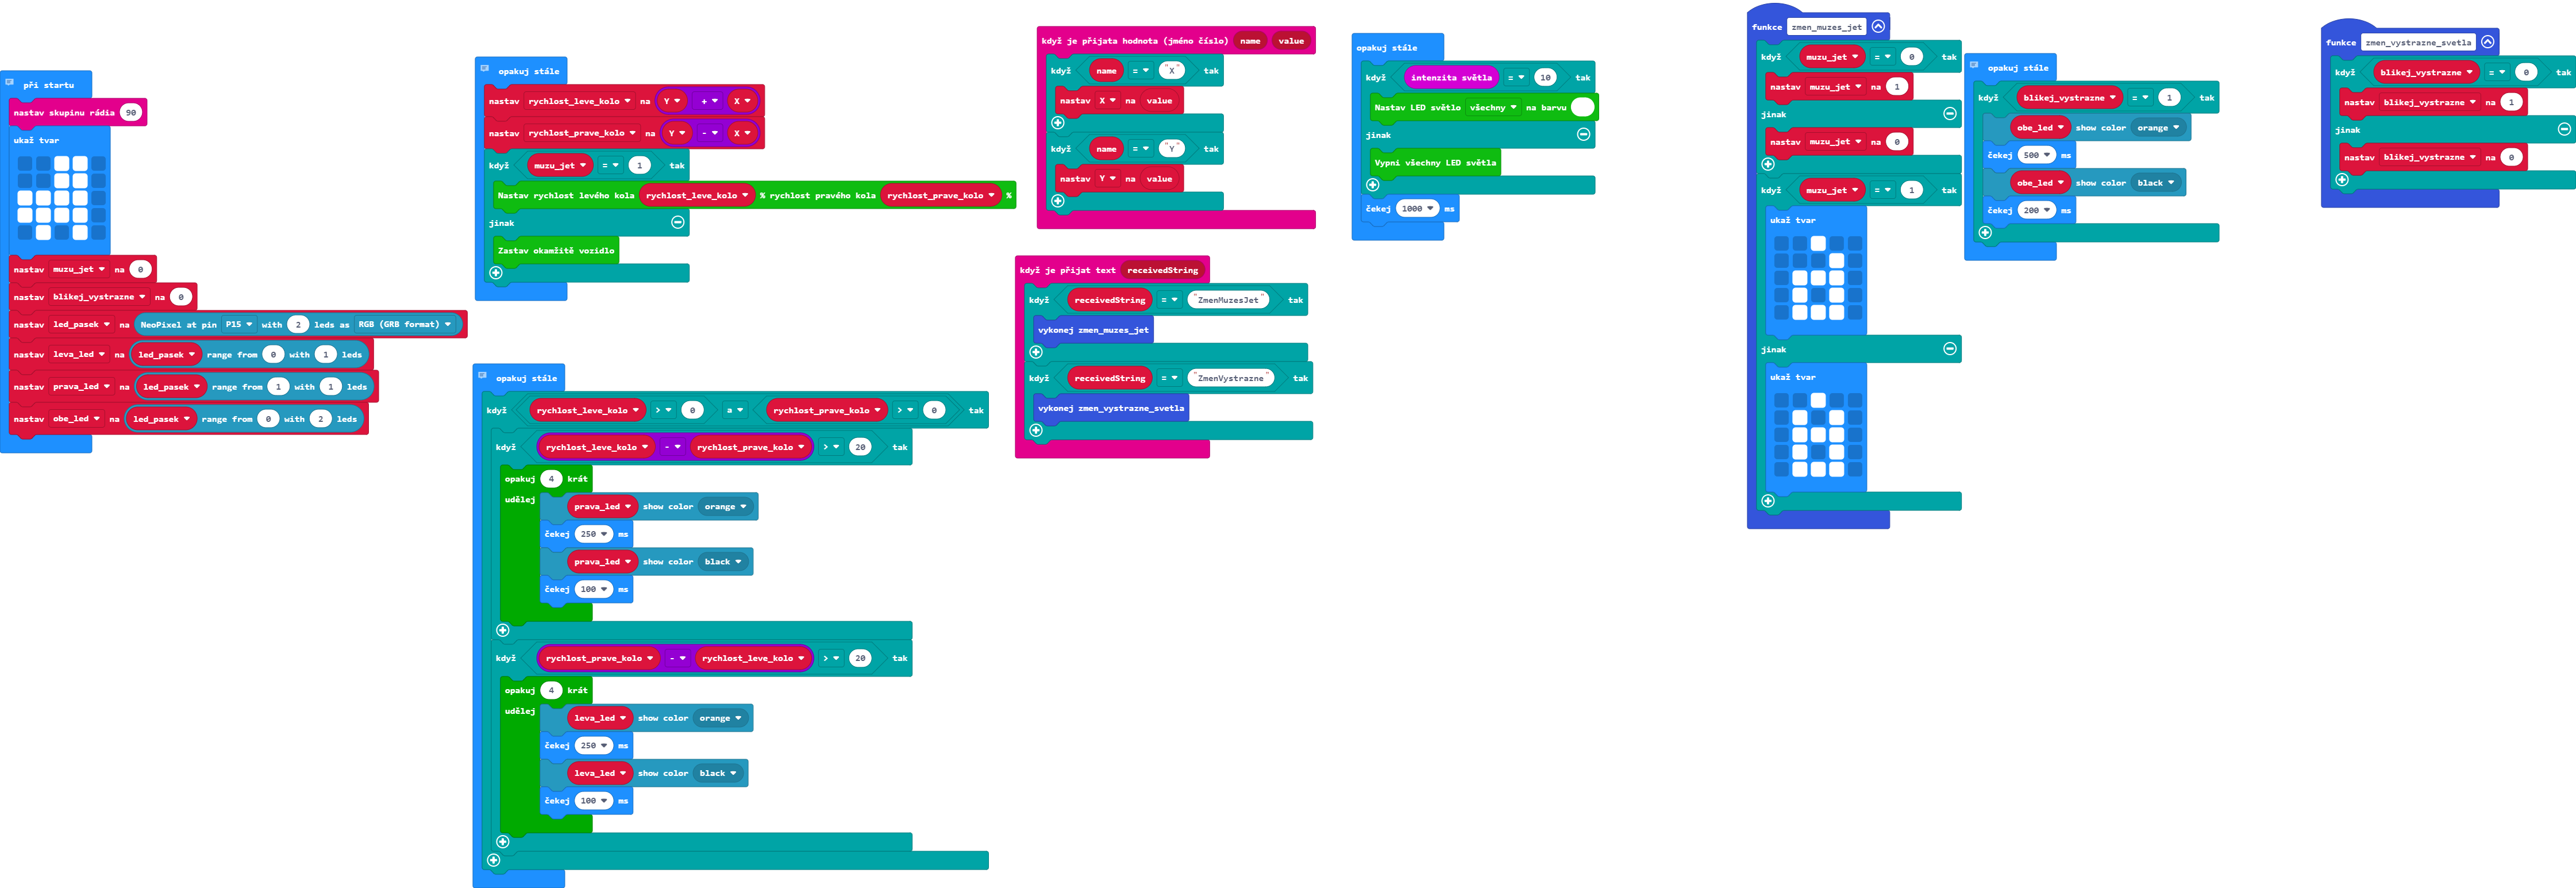 při startu
nastav skupinu rádia 90
ukaž tvar
nastav muzu_jet na 0
nastav blikej_vystrazne na 0
nastav led_pasek na NeoPixel at pin P15 with 2 leds as RGB (GRB format)
nastav leva_led na led_pasek range from 0 with 1 leds
nastav prava_led na led_pasek range from 1 with 1 leds
nastav obe_led na led_pasek range from 0 with 2 leds
opakuj stále
nastav rychlost_leve_kolo na Y + X
nastav rychlost_prave_kolo na Y - X
když muzu_jet = 1 tak
Nastav rychlost levého kola rychlost_leve_kolo % rychlost pravého kola rychlost_prave_kolo %
jinak
Zastav okamžitě vozidlo
opakuj stále
když rychlost_leve_kolo > 0 a rychlost_prave_kolo > 0 tak
když rychlost_leve_kolo - rychlost_prave_kolo > 20 tak
opakuj 4 krát
udělej
prava_led show color orange
čekej 250 ms
prava_led show color black
čekej 100 ms
když rychlost_prave_kolo - rychlost_leve_kolo > 20 tak
opakuj 4 krát
udělej
leva_led show color orange
čekej 250 ms
leva_led show color black
čekej 100 ms
když je přijata hodnota (jméno číslo) name value
když name = "X" tak
nastav X na value
když name = "Y" tak
nastav Y na value
když je přijat text receivedString
když receivedString = "ZmenMuzesJet" tak
vykonej zmen_muzes_jet
když receivedString = "ZmenVystrazne" tak
vykonej zmen_vystrazne_svetla
opakuj stále
když intenzita světla = 10 tak
Nastav LED světlo všechny na barvu
jinak
Vypni všechny LED světla
čekej 1000 ms
funkce zmen_muzes_jet
když muzu_jet = 0 tak
nastav muzu_jet na 1
jinak
nastav muzu_jet na 0
když muzu_jet = 1 tak
ukaž tvar
jinak
ukaž tvar
opakuj stále
když blikej_vystrazne = 1 tak
obe_led show color orange
čekej 500 ms
obe_led show color black
čekej 200 ms
funkce zmen_vystrazne_svetla
když blikej_vystrazne = 0 tak
nastav blikej_vystrazne na 1
jinak
nastav blikej_vystrazne na 0